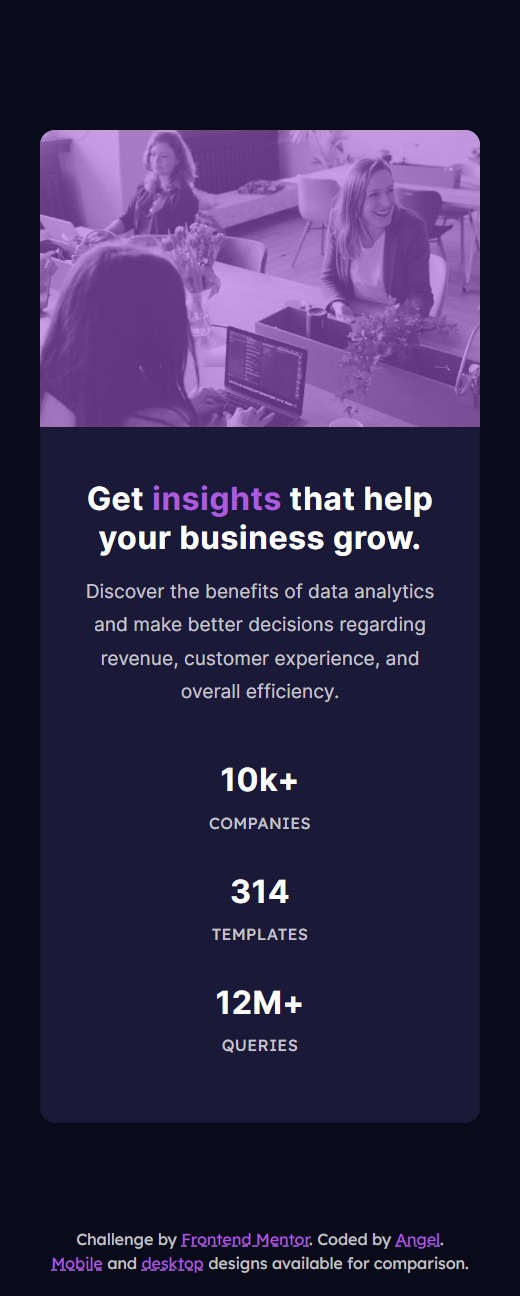 Get insights that help
your business grow.
Discover the benefits of data analytics
and make better decisions regarding
revenue, customer experience, and
overall efficiency.
10k+
COMPANIES
314
TEMPLATES
12M+
QUERIES
Challenge by Frontend Mentor. Coded by Angel.
Mobile and desktop designs available for comparison.